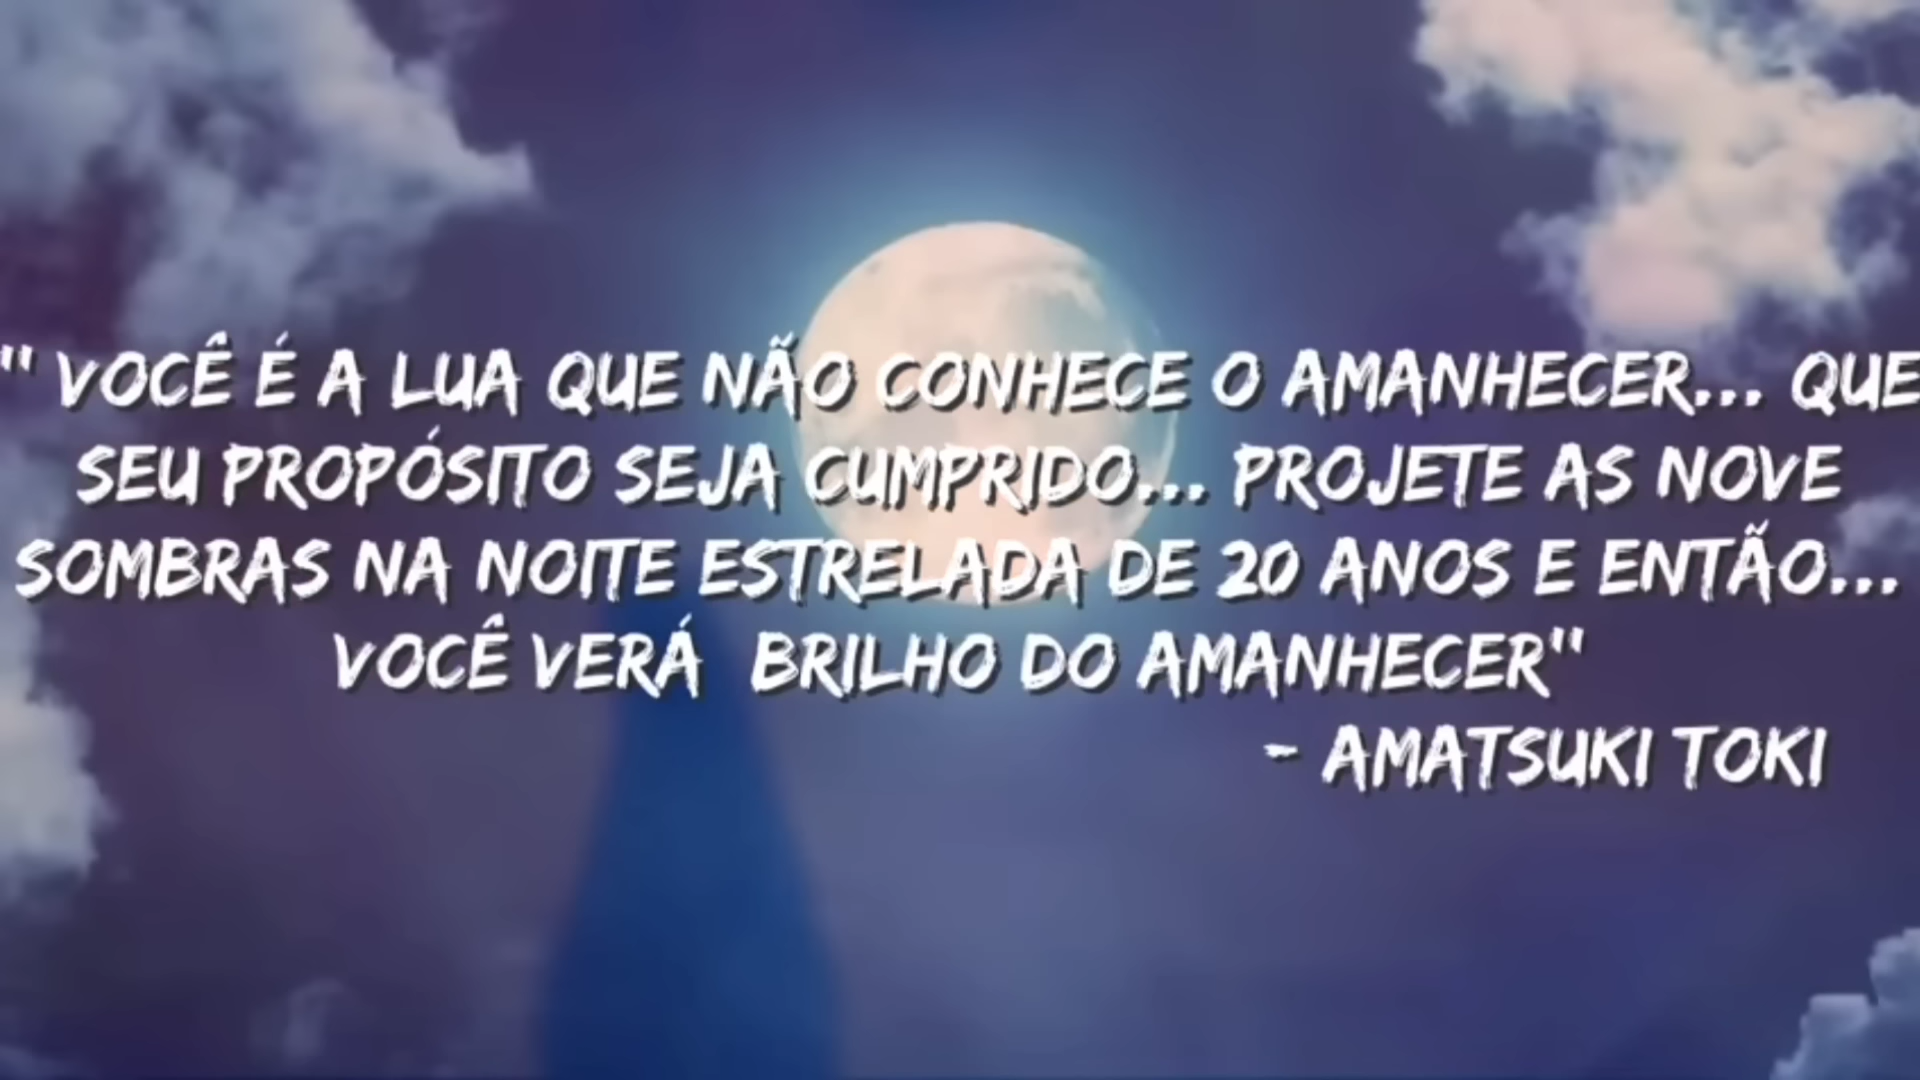 " VOCÊ É A LUA QUE NÃO CONHECE O AMANHECER... QUE
SEU PROPÓSITO SEJA CUMPRIDO... PROJETE AS NOVE
SOMBRAS NA NOITE ESTRELADA DE 20 ANOS E ENTÃO...
VOCÊ VERÁ  BRILHO DO AMANHECER"
- AMATSUKI TOKI